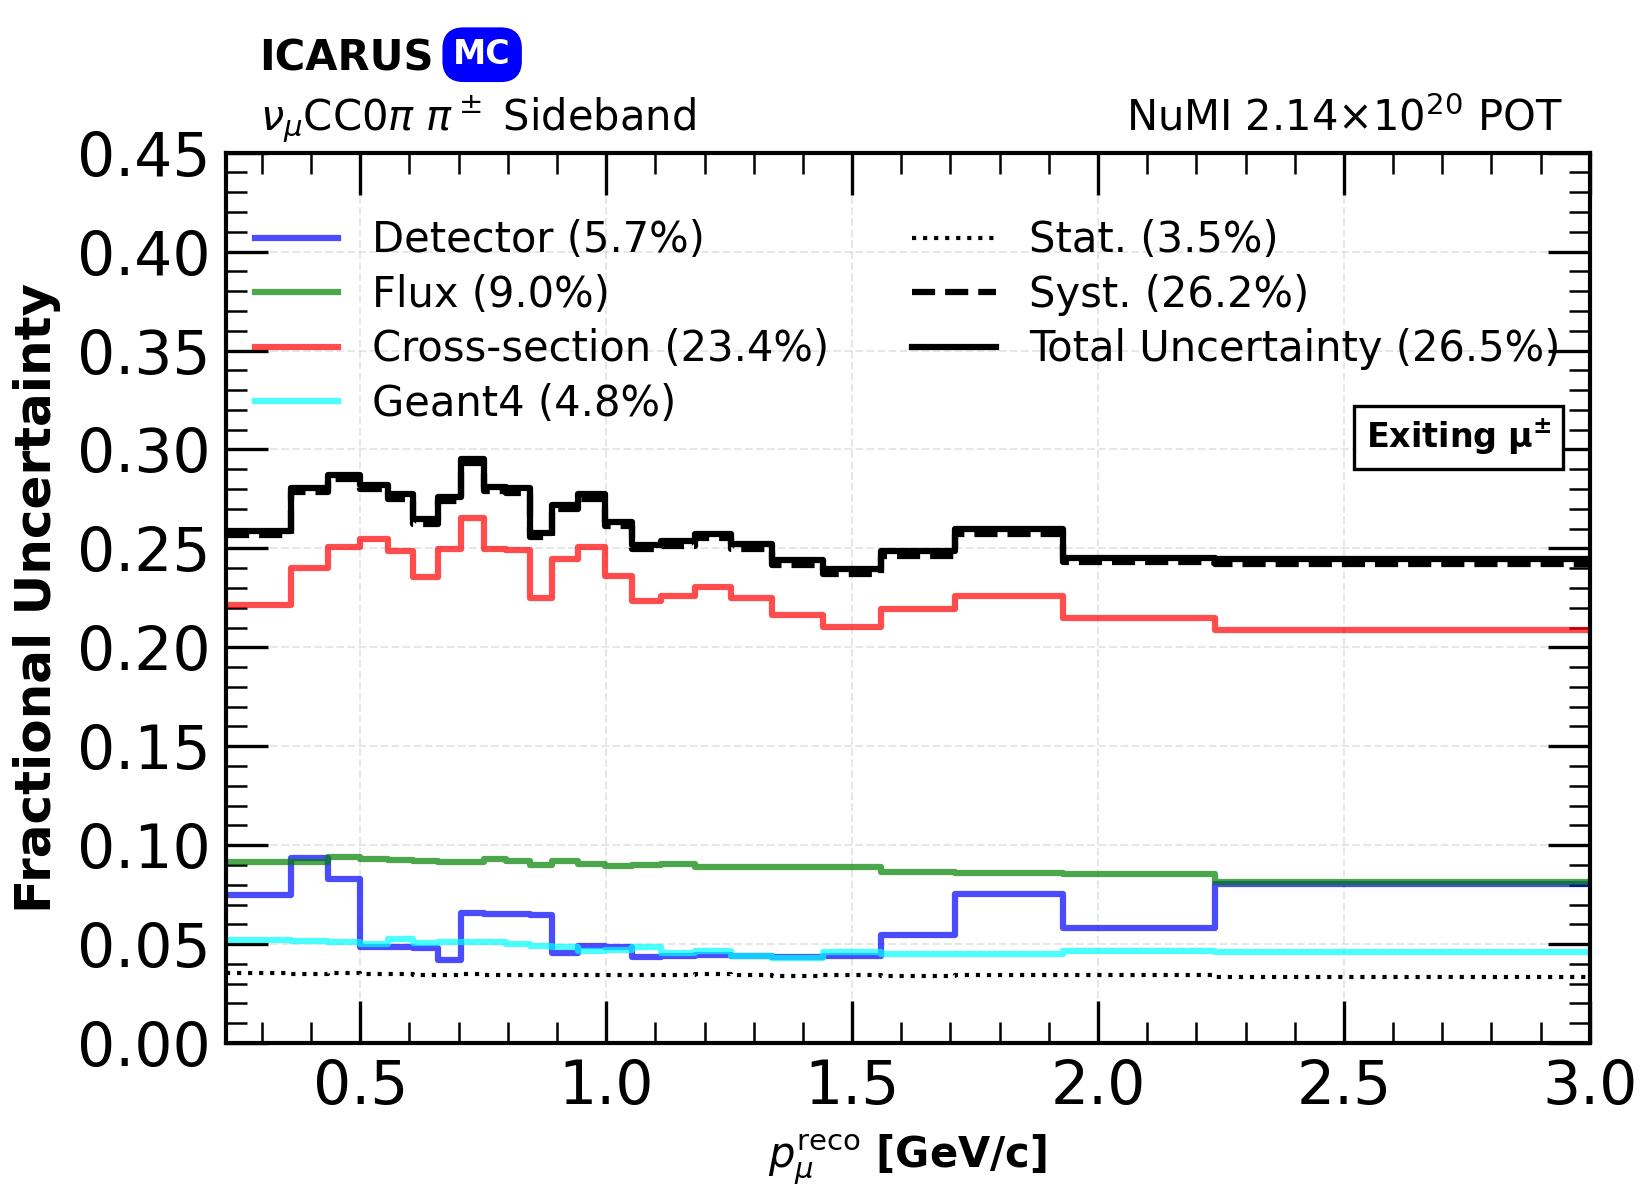 ICARUS MC
νμCC0π π± Sideband
NuMI 2.14×10²⁰ POT
0.45
0.40
0.35
0.30
0.25
0.20
0.15
0.10
0.05
0.00
Fractional Uncertainty
Detector (5.7%)
Flux (9.0%)
Cross-section (23.4%)
Geant4 (4.8%)
Stat. (3.5%)
Syst. (26.2%)
Total Uncertainty (26.5%)
Exiting μ±
0.5 1.0 1.5 2.0 2.5 3.0
pμ^reco [GeV/c]